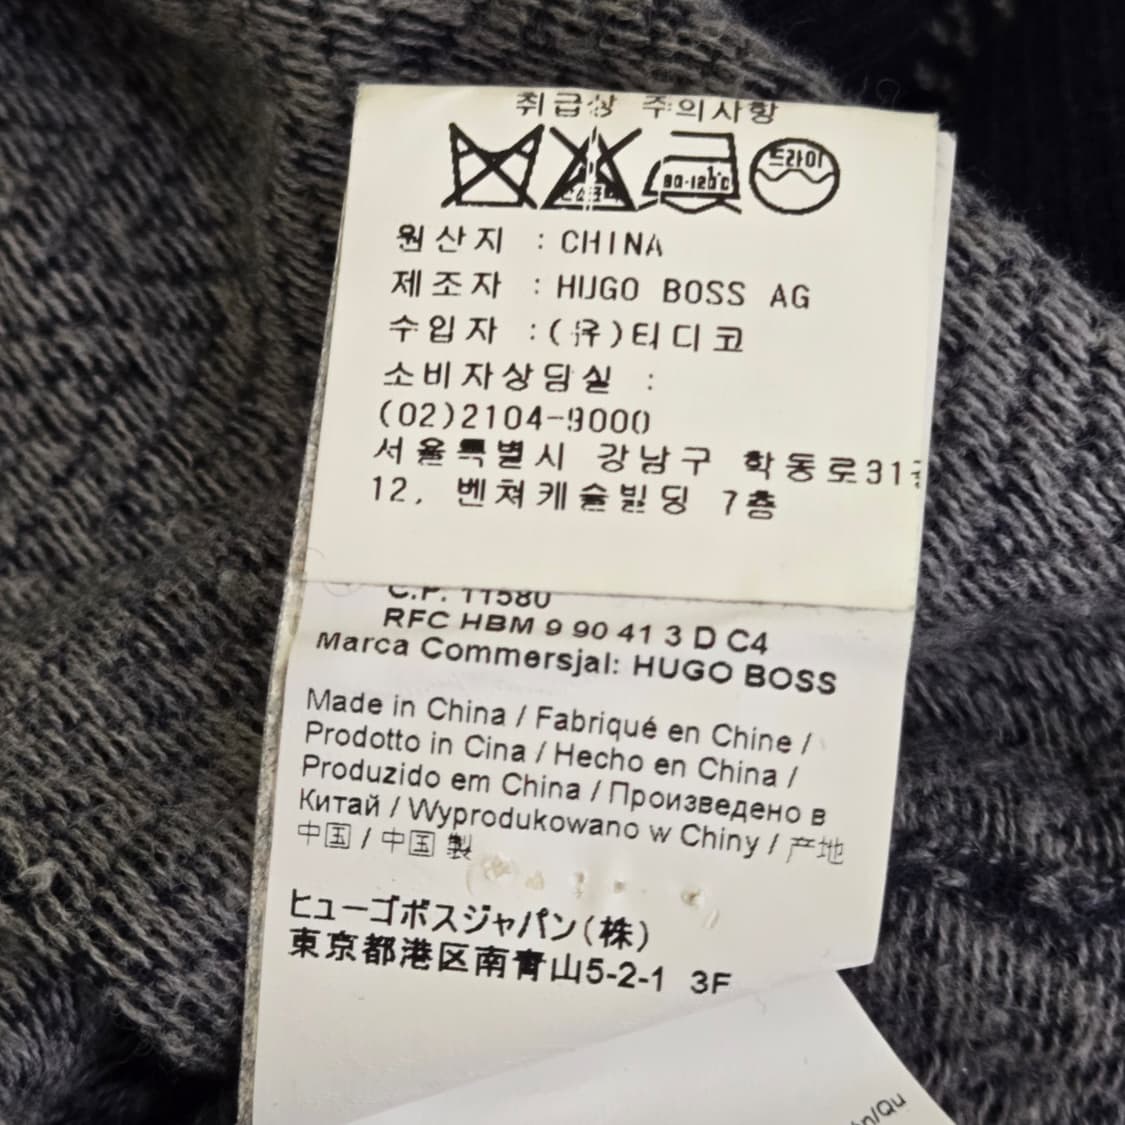 취급상 주의사항
80-120°C
드라이
원산지 : CHINA
제조자 : HUGO BOSS AG
수입자 : (유)티디코
소비자상담실 :
(02)2104-9000
서울특별시 강남구 학동로31
12, 벤쳐캐슬빌딩 7층
C.P. 11580
RFC HBM 9 90 41 3 D C4
Marca Commersjal: HUGO BOSS
Made in China / Fabriqué en Chine /
Prodotto in Cina / Hecho en China /
Produzido em China / Произведено в
Китай / Wyprodukowano w Chiny / 产地
中国 / 中国 製
ヒューゴボスジャパン(株)
東京都港区南青山5-2-1 3F